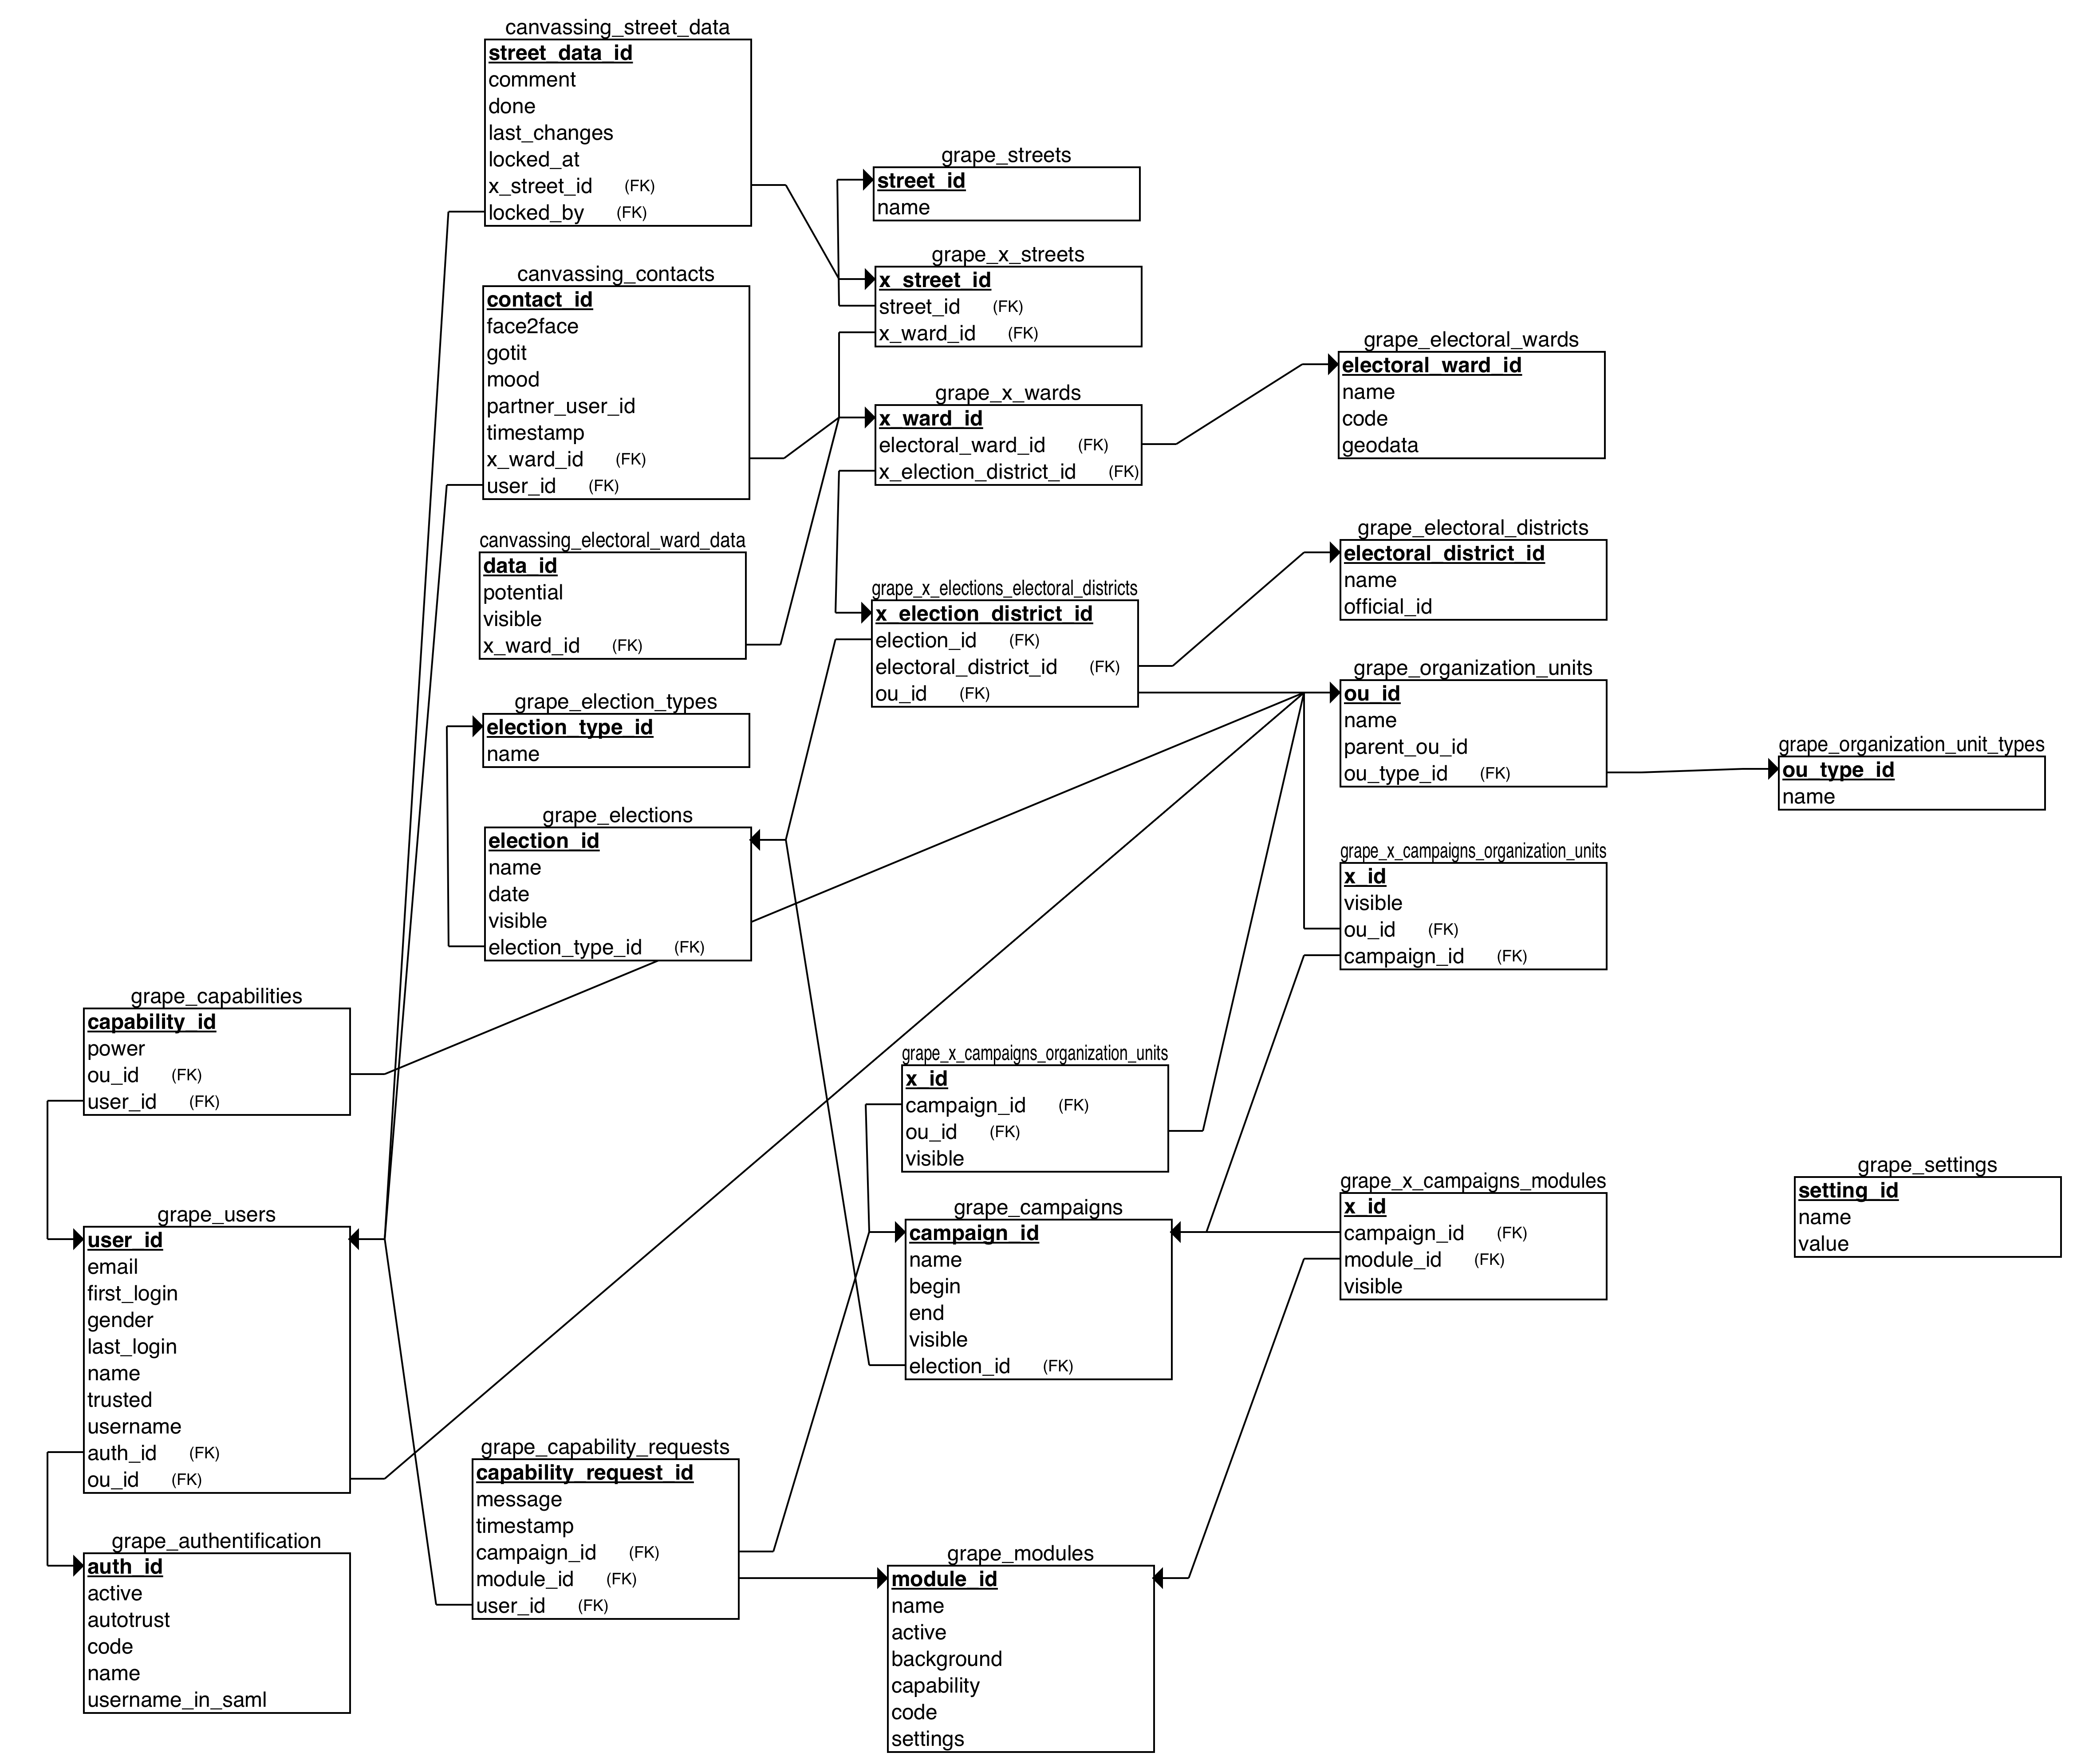 canvassing_street_data
street_data_id
comment
done
last_changes
locked_at
x_street_id (FK)
locked_by (FK)
grape_streets
street_id
name
grape_x_streets
x_street_id
street_id (FK)
x_ward_id (FK)
canvassing_contacts
contact_id
face2face
gotit
mood
partner_user_id
timestamp
x_ward_id (FK)
user_id (FK)
grape_electoral_wards
electoral_ward_id
name
code
geodata
grape_x_wards
x_ward_id
electoral_ward_id (FK)
x_election_district_id (FK)
canvassing_electoral_ward_data
data_id
potential
visible
x_ward_id (FK)
grape_electoral_districts
electoral_district_id
name
official_id
grape_x_elections_electoral_districts
x_election_district_id
election_id (FK)
electoral_district_id (FK)
ou_id (FK)
grape_organization_units
ou_id
name
parent_ou_id
ou_type_id (FK)
grape_organization_unit_types
ou_type_id
name
grape_election_types
election_type_id
name
grape_elections
election_id
name
date
visible
election_type_id (FK)
grape_x_campaigns_organization_units
x_id
visible
ou_id (FK)
campaign_id (FK)
grape_capabilities
capability_id
power
ou_id (FK)
user_id (FK)
grape_x_campaigns_organization_units
x_id
campaign_id (FK)
ou_id (FK)
visible
grape_settings
setting_id
name
value
grape_x_campaigns_modules
x_id
campaign_id (FK)
module_id (FK)
visible
grape_campaigns
campaign_id
name
begin
end
visible
election_id (FK)
grape_users
user_id
email
first_login
gender
last_login
name
trusted
username
auth_id (FK)
ou_id (FK)
grape_capability_requests
capability_request_id
message
timestamp
campaign_id (FK)
module_id (FK)
user_id (FK)
grape_authentification
auth_id
active
autotrust
code
name
username_in_saml
grape_modules
module_id
name
active
background
capability
code
settings